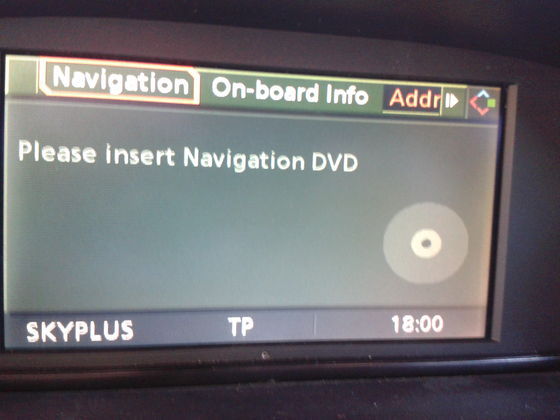 Navigation On-board Info Addr
Please insert Navigation DVD
SKYPLUS TP 18:00